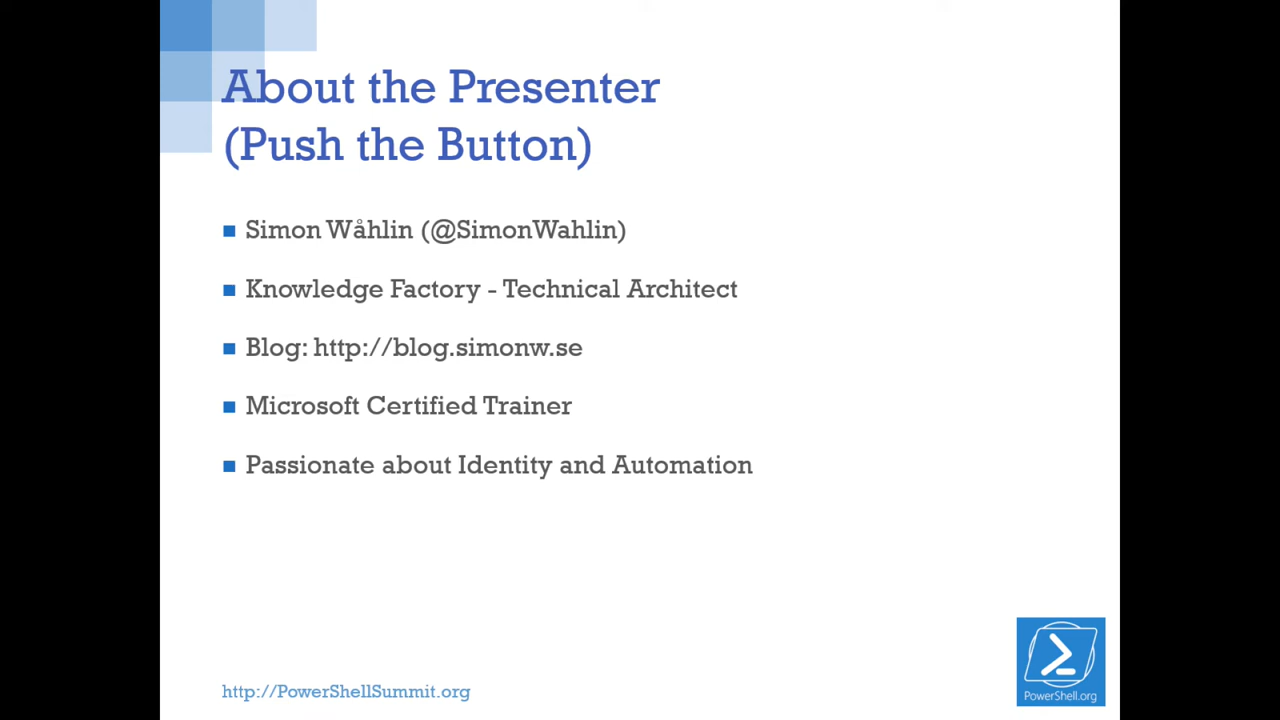 About the Presenter
(Push the Button)
Simon Wåhlin (@SimonWahlin)
Knowledge Factory - Technical Architect
Blog: http://blog.simonw.se
Microsoft Certified Trainer
Passionate about Identity and Automation
http://PowerShellSummit.org
PowerShell.org